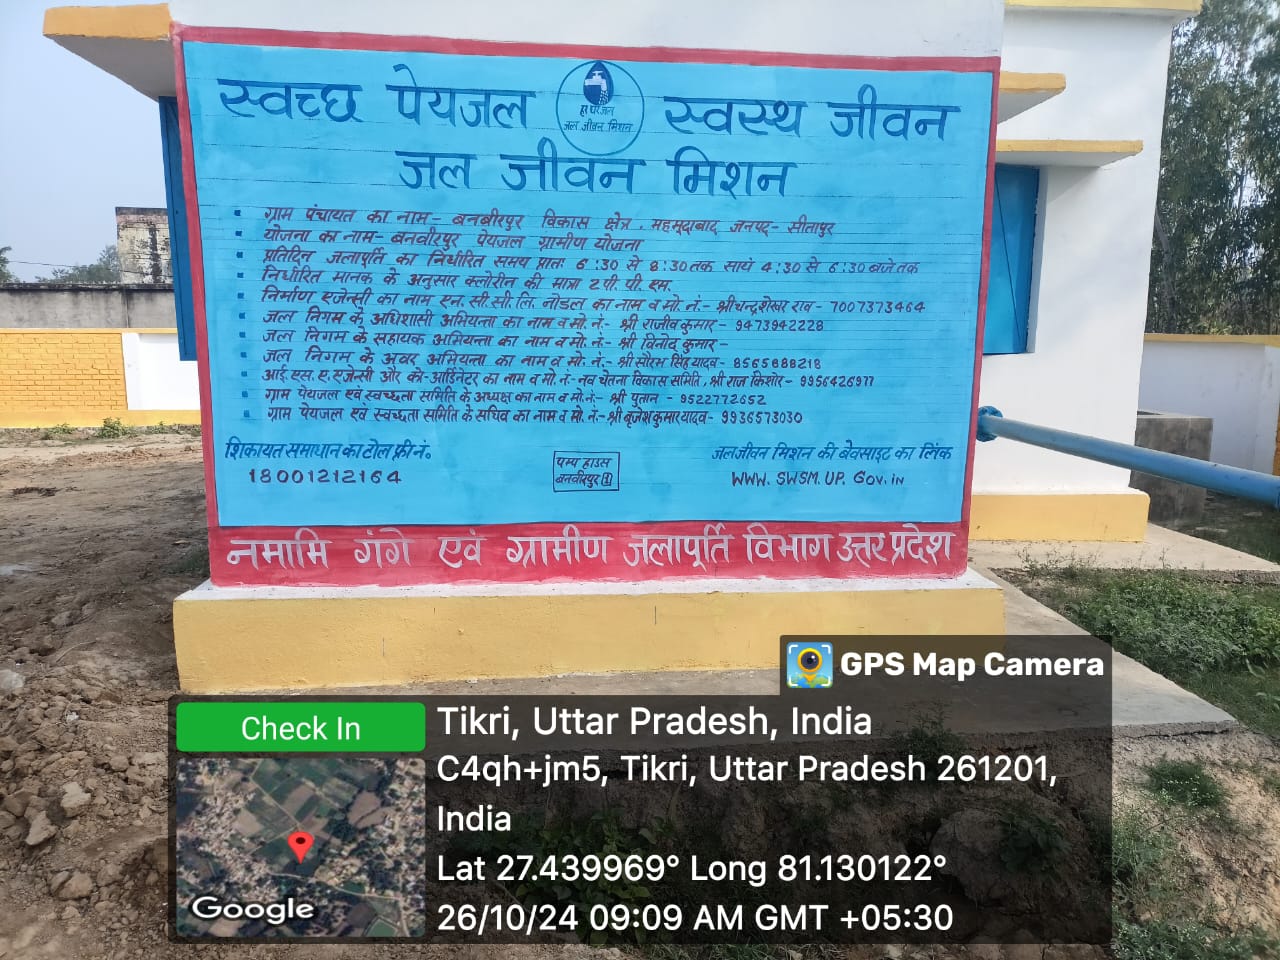 स्वच्छ पेयजल
हर घर जल
जल जीवन मिशन
स्वस्थ जीवन
जल जीवन मिशन
ग्राम पंचायत का नाम- बनबीरपुर विकास क्षेत्र. महमूदाबाद जनपद- सीतापुर
योजना का नाम- बनवीरपुर पेयजल ग्रामीण योजना
प्रतिदिन जलापूर्ति का निर्धारित समय प्रातः 6:30 से 8:30 तक सायं 4:30 से 6:30 बजे तक
निर्धारित मानक के अनुसार क्लोरीन की मात्रा 2 पी. पी. एम.
निर्माण एजेन्सी का नाम एन. सी. सी. लि. नोडल का नाम व मो. नं.- श्री चन्द्रशेखर राव - 7007373464
जल निगम के अधिशासी अभियन्ता का नाम व मो. नं.- श्री राजीव कुमार - 9473942228
जल निगम के सहायक अभियन्ता का नाम व मो. नं.- श्री विनोद कुमार -
जल निगम के अवर अभियन्ता का नाम व मो. नं.- श्री सौरभ सिंह यादव - 8565888218
आई. एस. ए. एजेन्सी और को-आर्डिनेटर का नाम व मो. नं.- नव चेतना विकास समिति, श्री राज किशोर - 9956426977
ग्राम पेयजल एवं स्वच्छता समिति के अध्यक्ष का नाम व मो. नं.- श्री पुतान - 9522772652
ग्राम पेयजल एवं स्वच्छता समिति के सचिव का नाम व मो. नं.- श्री बृजेश कुमार यादव- 9936573030
शिकायत समाधान का टोल फ्री नं.
18001212164
पम्प हाउस
बनवीरपुर 1
जल जीवन मिशन की बेवसाइट का लिंक
WWW. SWSM. UP. Gov. in
नमामि गंगे एवं ग्रामीण जलापूर्ति विभाग उत्तर प्रदेश
GPS Map Camera
Check In
Tikri, Uttar Pradesh, India
C4qh+jm5, Tikri, Uttar Pradesh 261201,
India
Lat 27.439969° Long 81.130122°
26/10/24 09:09 AM GMT +05:30
Google